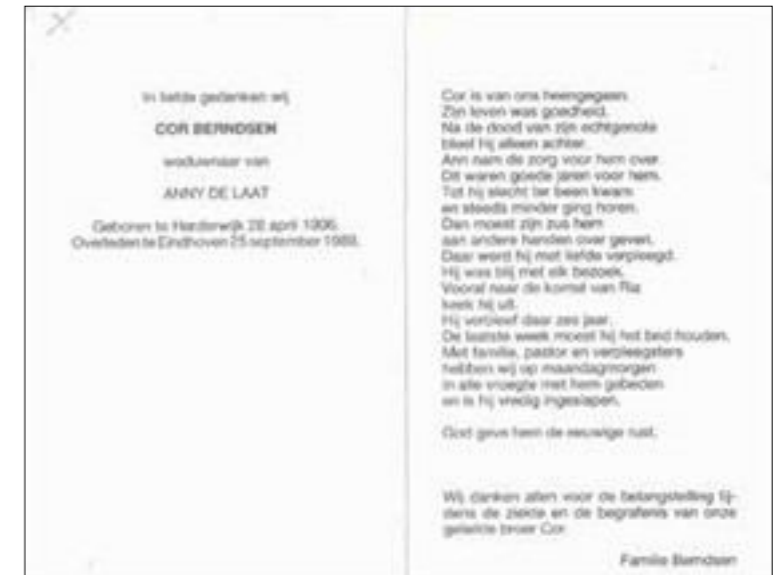 In liefde gedenken wij
COR BERNDSEN
weduwnaar van
ANNY DE LAAT
Geboren te Harderwijk 28 april 1906.
Overleden te Eindhoven 25 september 1989.
Cor is van ons heengegaan.
Zijn leven was goedheid.
Na de dood van zijn echtgenote
bleef hij alleen achter.
Ann nam de zorg voor hem over.
Dit waren goede jaren voor hem.
Tot hij slecht ter been kwam
en steeds minder ging horen.
Dan moest zijn zus hem
aan andere handen over geven.
Daar werd hij met liefde verpleegd.
Hij was blij met elk bezoek.
Vooral naar de komst van Ria
keek hij uit.
Hij verbleef daar zes jaar.
De laatste week moest hij het bed houden.
Met familie, pastor en verpleegsters
hebben wij op maandagmorgen
in alle vroegte met hem gebeden
en is hij vredig ingeslapen.
God geve hem de eeuwige rust.
Wij danken allen voor de belangstelling tij-
dens de ziekte en de begrafenis van onze
geliefde broer Cor.
Familie Berndsen